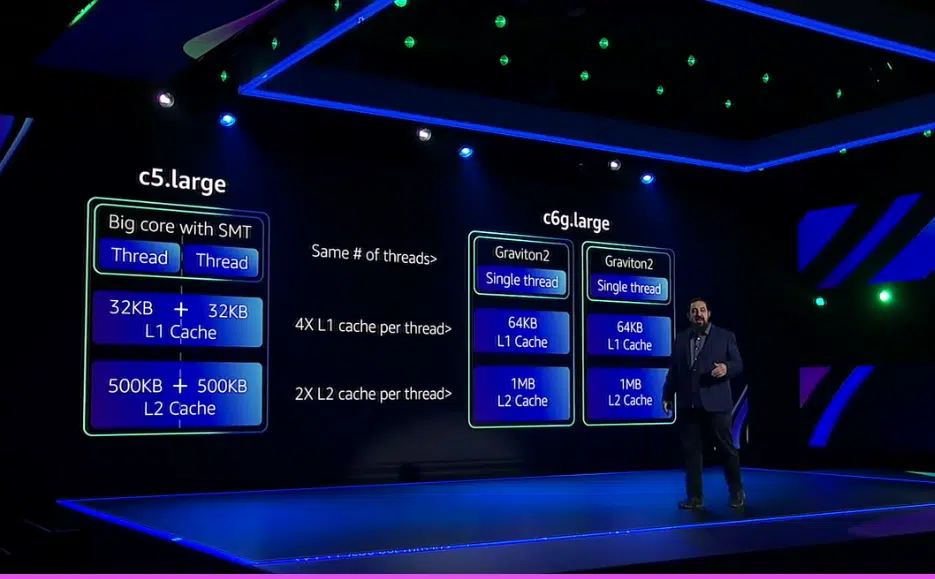 c5.large
Big core with SMT
Thread Thread
32KB + 32KB
L1 Cache
500KB + 500KB
L2 Cache
Same # of threads>
4X L1 cache per thread>
2X L2 cache per thread>
c6g.large
Graviton2
Single thread
64KB
L1 Cache
1MB
L2 Cache
Graviton2
Single thread
64KB
L1 Cache
1MB
L2 Cache